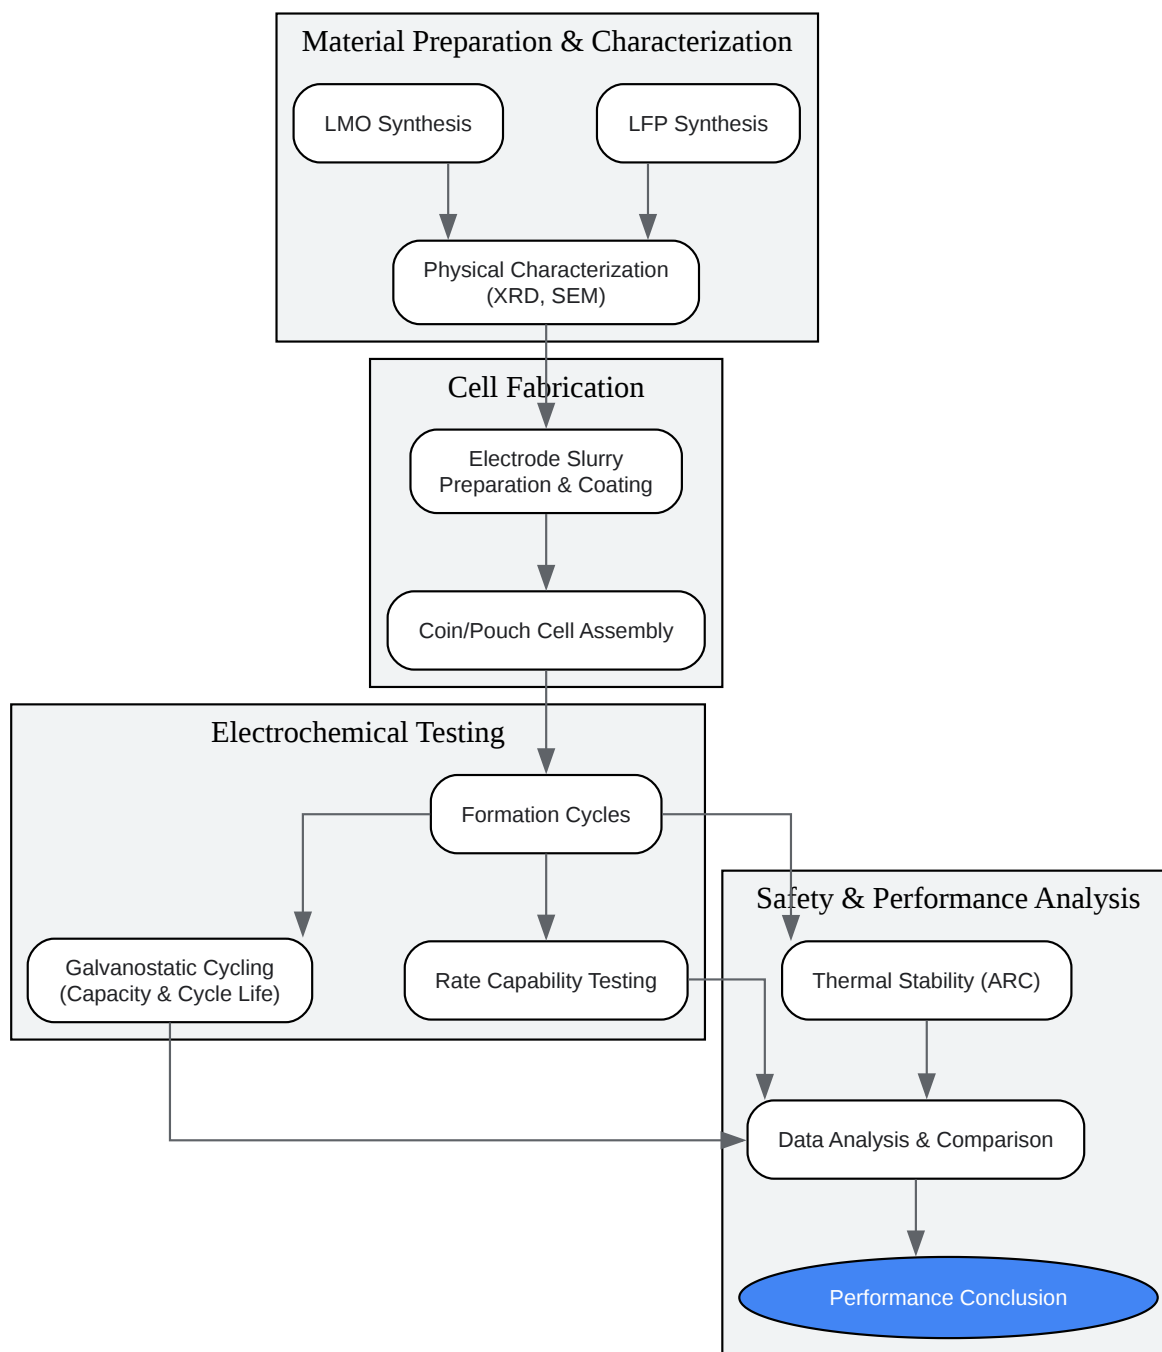 Material Preparation & Characterization
LMO Synthesis
LFP Synthesis
Physical Characterization
(XRD, SEM)
Cell Fabrication
Electrode Slurry
Preparation & Coating
Coin/Pouch Cell Assembly
Electrochemical Testing
Formation Cycles
Galvanostatic Cycling
(Capacity & Cycle Life)
Rate Capability Testing
Safety & Performance Analysis
Thermal Stability (ARC)
Data Analysis & Comparison
Performance Conclusion